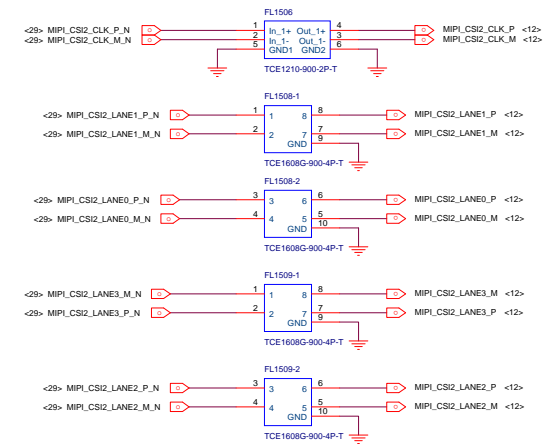 FL1506
<29> MIPI_CSI2_CLK_P_N 1 In_1+ Out_1+ 4 MIPI_CSI2_CLK_P <12>
<29> MIPI_CSI2_CLK_M_N 2 In_1- Out_1- 3 MIPI_CSI2_CLK_M <12>
5 GND1 GND2 6
TCE1210-900-2P-T
FL1508-1
<29> MIPI_CSI2_LANE1_P_N 1 1 8 8 MIPI_CSI2_LANE1_P <12>
<29> MIPI_CSI2_LANE1_M_N 2 2 7 7 MIPI_CSI2_LANE1_M <12>
GND 9
TCE1608G-900-4P-T
FL1508-2
<29> MIPI_CSI2_LANE0_P_N 3 3 6 6 MIPI_CSI2_LANE0_P <12>
<29> MIPI_CSI2_LANE0_M_N 4 4 5 5 MIPI_CSI2_LANE0_M <12>
GND 10
TCE1608G-900-4P-T
FL1509-1
<29> MIPI_CSI2_LANE3_M_N 1 1 8 8 MIPI_CSI2_LANE3_M <12>
<29> MIPI_CSI2_LANE3_P_N 2 2 7 7 MIPI_CSI2_LANE3_P <12>
GND 9
TCE1608G-900-4P-T
FL1509-2
<29> MIPI_CSI2_LANE2_P_N 3 3 6 6 MIPI_CSI2_LANE2_P <12>
<29> MIPI_CSI2_LANE2_M_N 4 4 5 5 MIPI_CSI2_LANE2_M <12>
GND 10
TCE1608G-900-4P-T